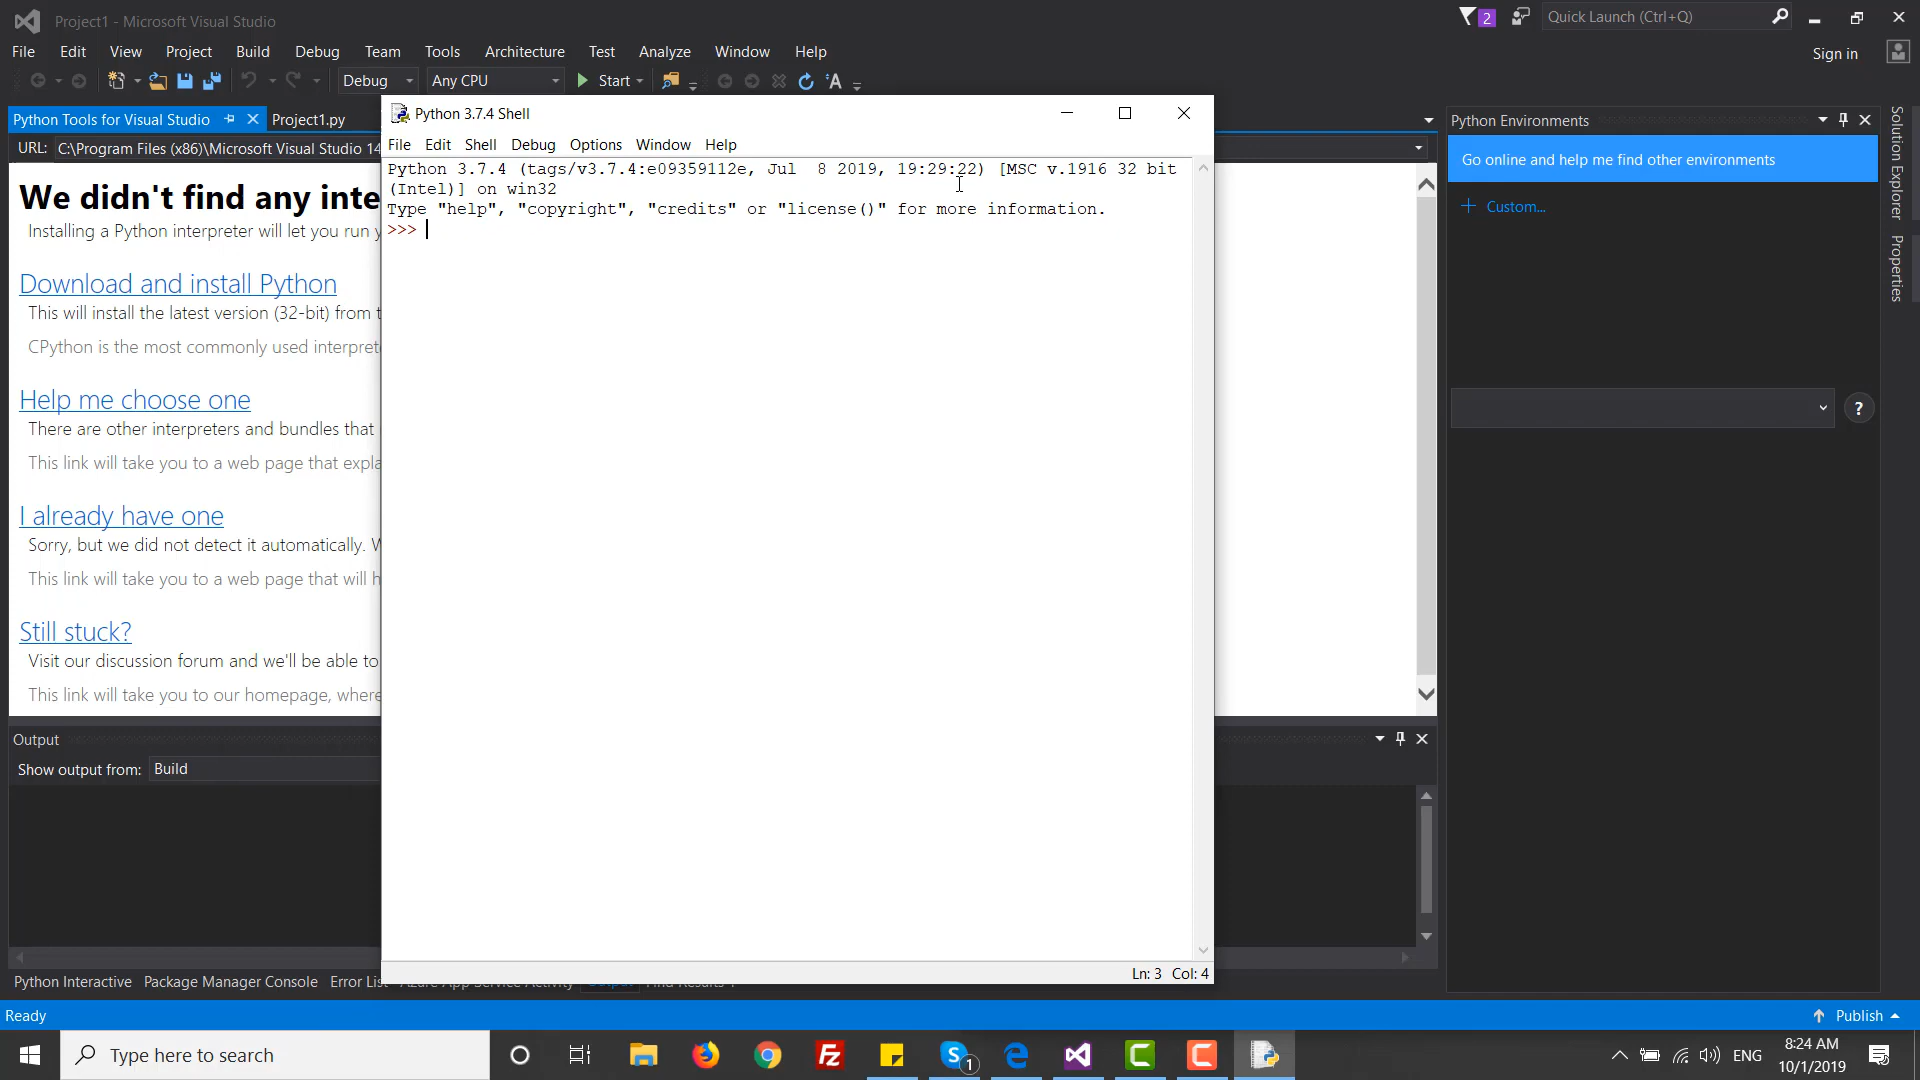 Project1 - Microsoft Visual Studio
2
Quick Launch (Ctrl+Q)
File Edit View Project Build Debug Team Tools Architecture Test Analyze Window Help
Sign in
Debug Any CPU Start
Python Tools for Visual Studio Project1.py
URL: C:\Program Files (x86)\Microsoft Visual Studio 14
We didn't find any inte
Installing a Python interpreter will let you run y
Download and install Python
This will install the latest version (32-bit) from t
CPython is the most commonly used interprete
Help me choose one
There are other interpreters and bundles that
This link will take you to a web page that expla
I already have one
Sorry, but we did not detect it automatically. W
This link will take you to a web page that will h
Still stuck?
Visit our discussion forum and we'll be able to
This link will take you to our homepage, where
Python 3.7.4 Shell
File Edit Shell Debug Options Window Help
Python 3.7.4 (tags/v3.7.4:e09359112e, Jul  8 2019, 19:29:22) [MSC v.1916 32 bit
(Intel)] on win32
Type "help", "copyright", "credits" or "license()" for more information.
>>>
Ln: 3 Col: 4
Python Environments
Go online and help me find other environments
Custom...
?
Solution Explorer
Properties
Output
Show output from: Build
Python Interactive Package Manager Console Error Lis
Ready
Publish
Type here to search
1
ENG
8:24 AM
10/1/2019